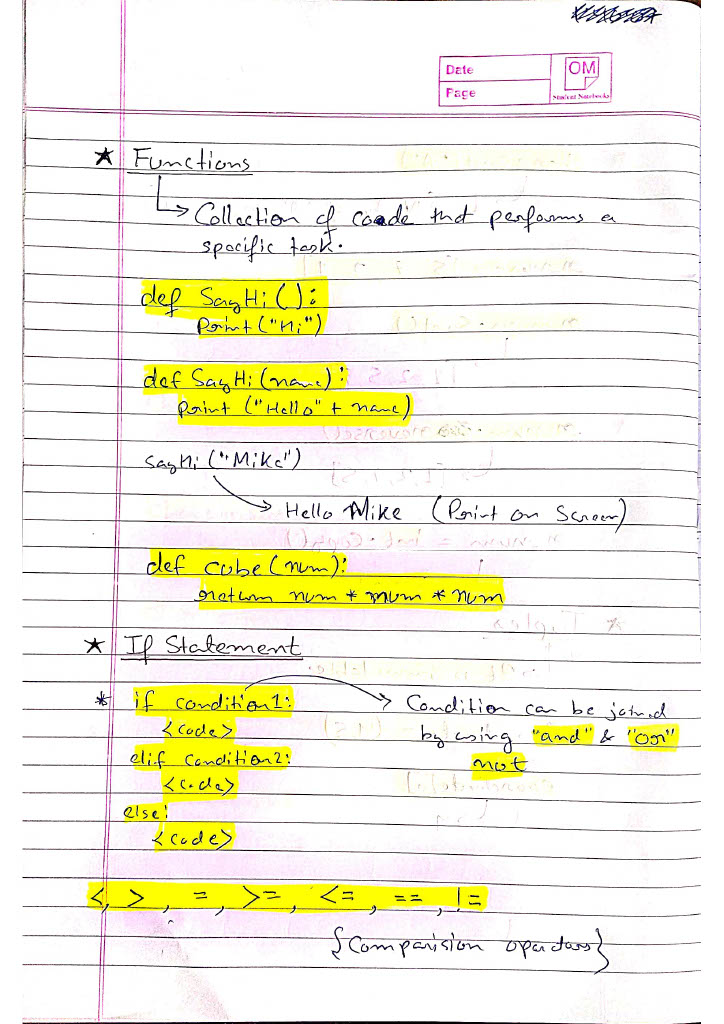 Date
OM
Page
Student Notebooks
* Functions
Collection of code that performs a
specific task.
def SayHi():
Print("Hi")
def SayHi(name):
print ("Hello" + name)
sayHi("Mike")
Hello Mike (Print on Screen)
def cube(num):
return num * num * num
* If Statement
* if condition1: → Condition can be joined
<code> by using "and" & "or"
elif condition2: not
<code>
else:
<code>
<, >, =, >=, <=, ==, !=
{Comparision operators}